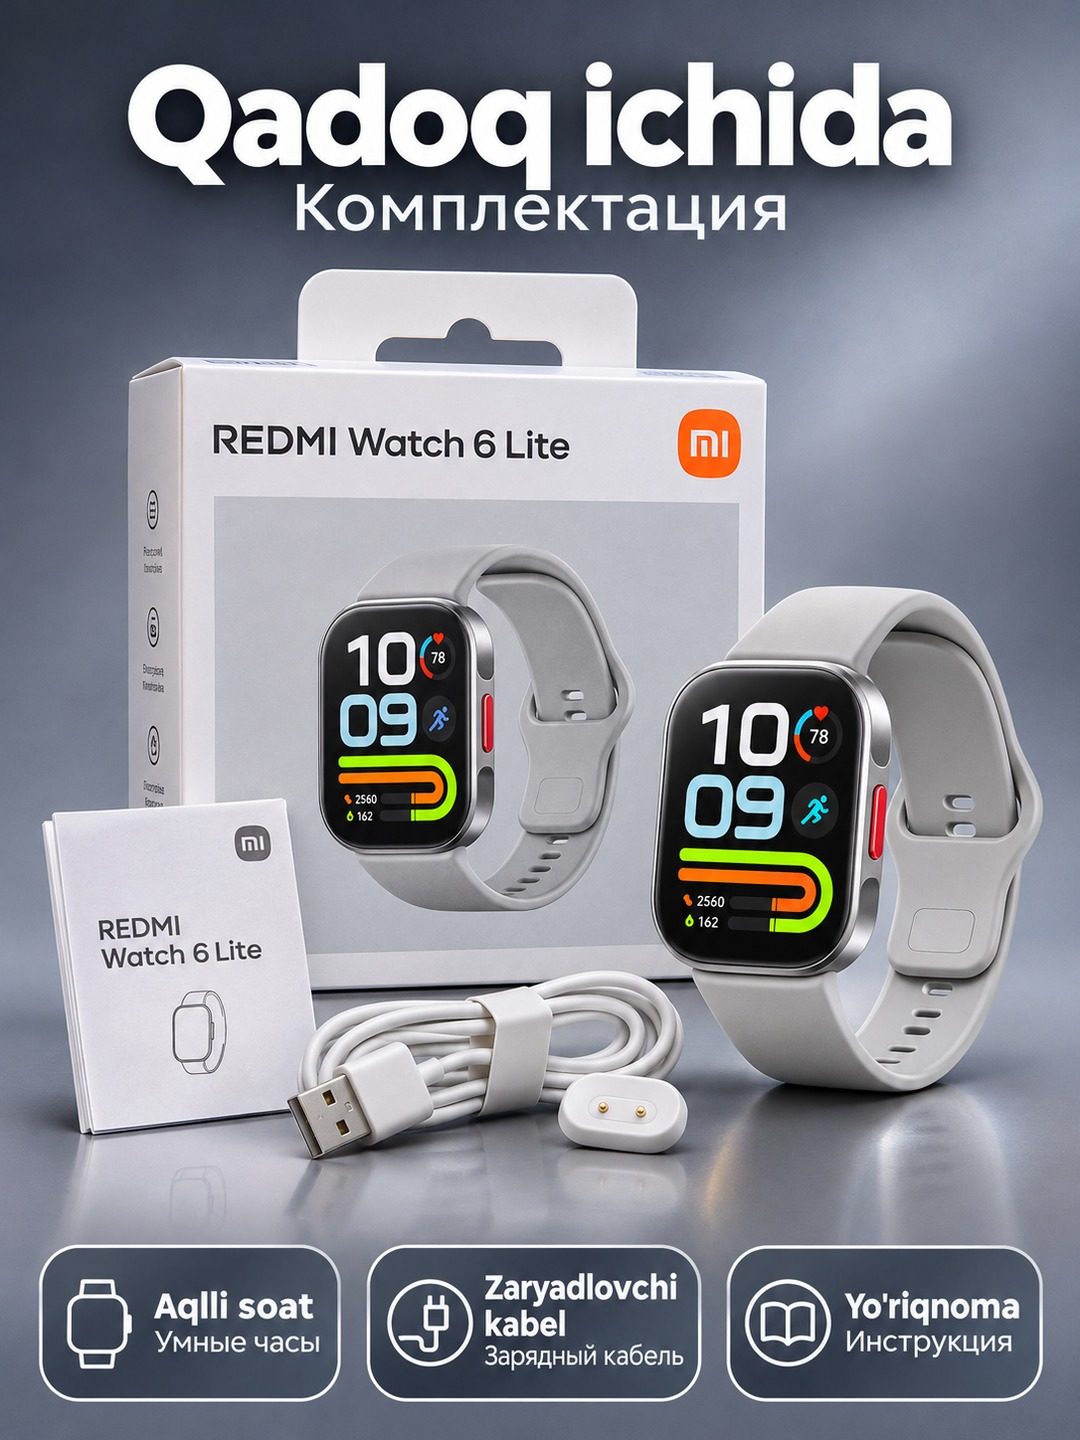 Qadoq ichida
Комплектация
REDMI Watch 6 Lite
mi
10
78
09
2560
162
10
78
09
2560
162
mi
REDMI
Watch 6 Lite
Aqlli soat
Умные часы
Zaryadlovchi
kabel
Зарядный кабель
Yo'riqnoma
Инструкция